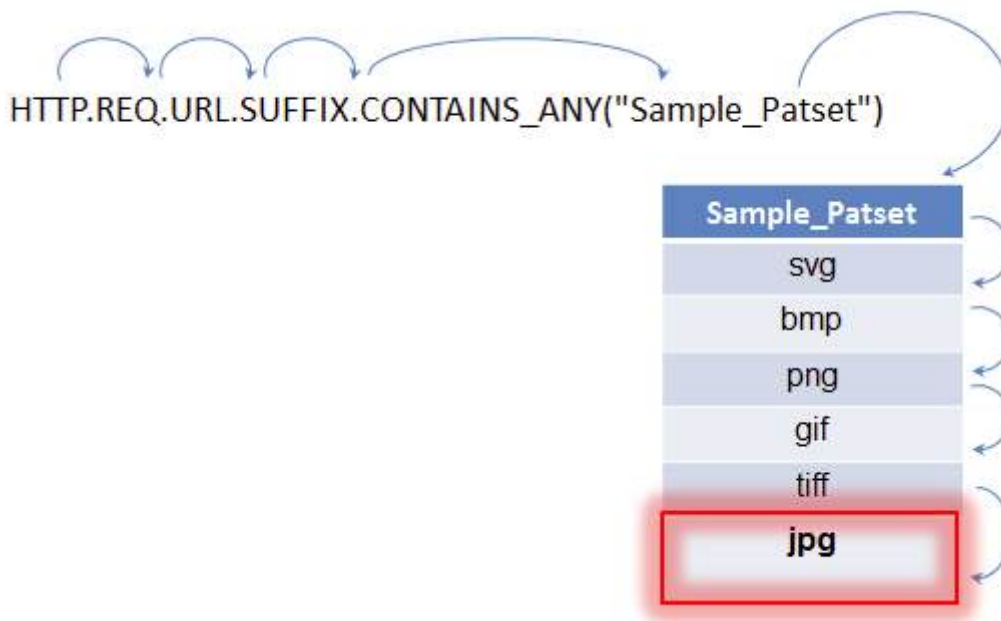 HTTP.REQ.URL.SUFFIX.CONTAINS_ANY("Sample_Patset")
Sample_Patset
svg
bmp
png
gif
tiff
jpg